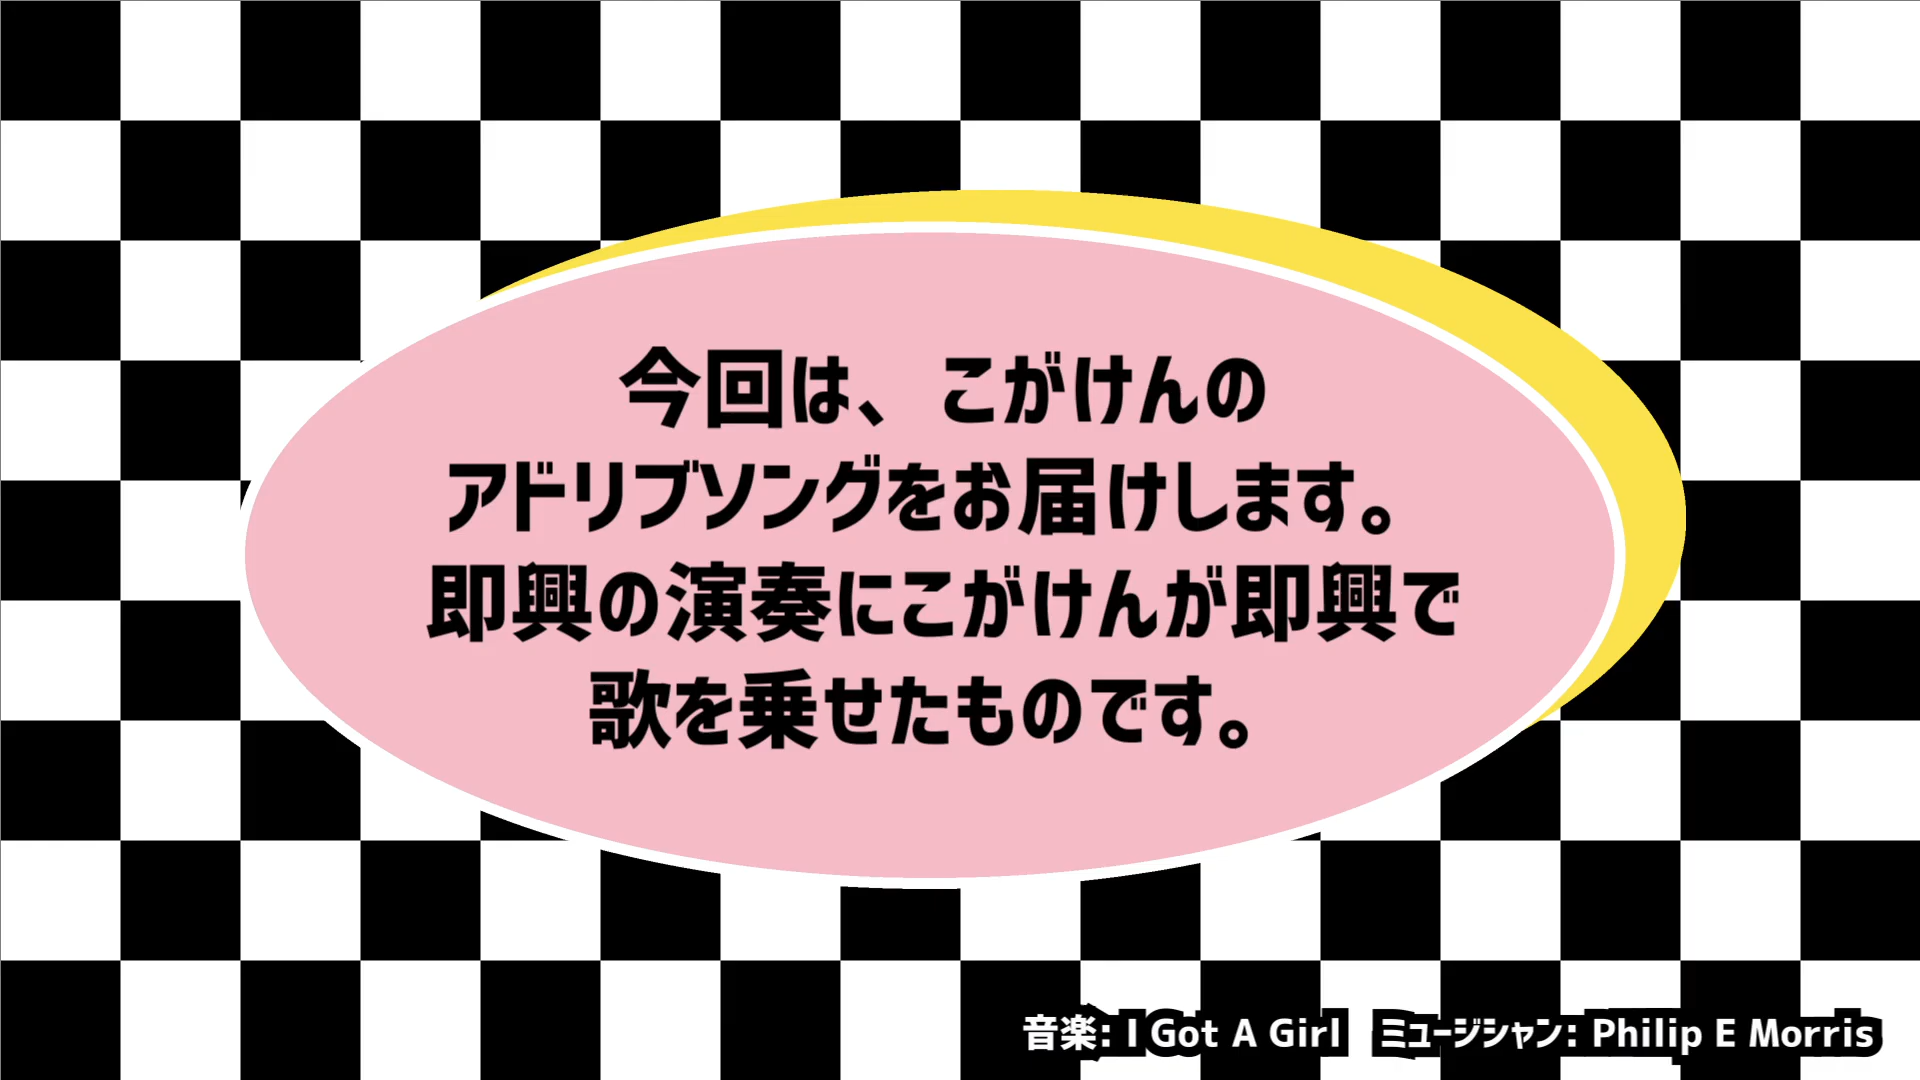 今回は、こがけんの
アドリブソングをお届けします。
即興の演奏にこがけんが即興で
歌を乗せたものです。
音楽: I Got A Girl ミュージシャン: Philip E Morris